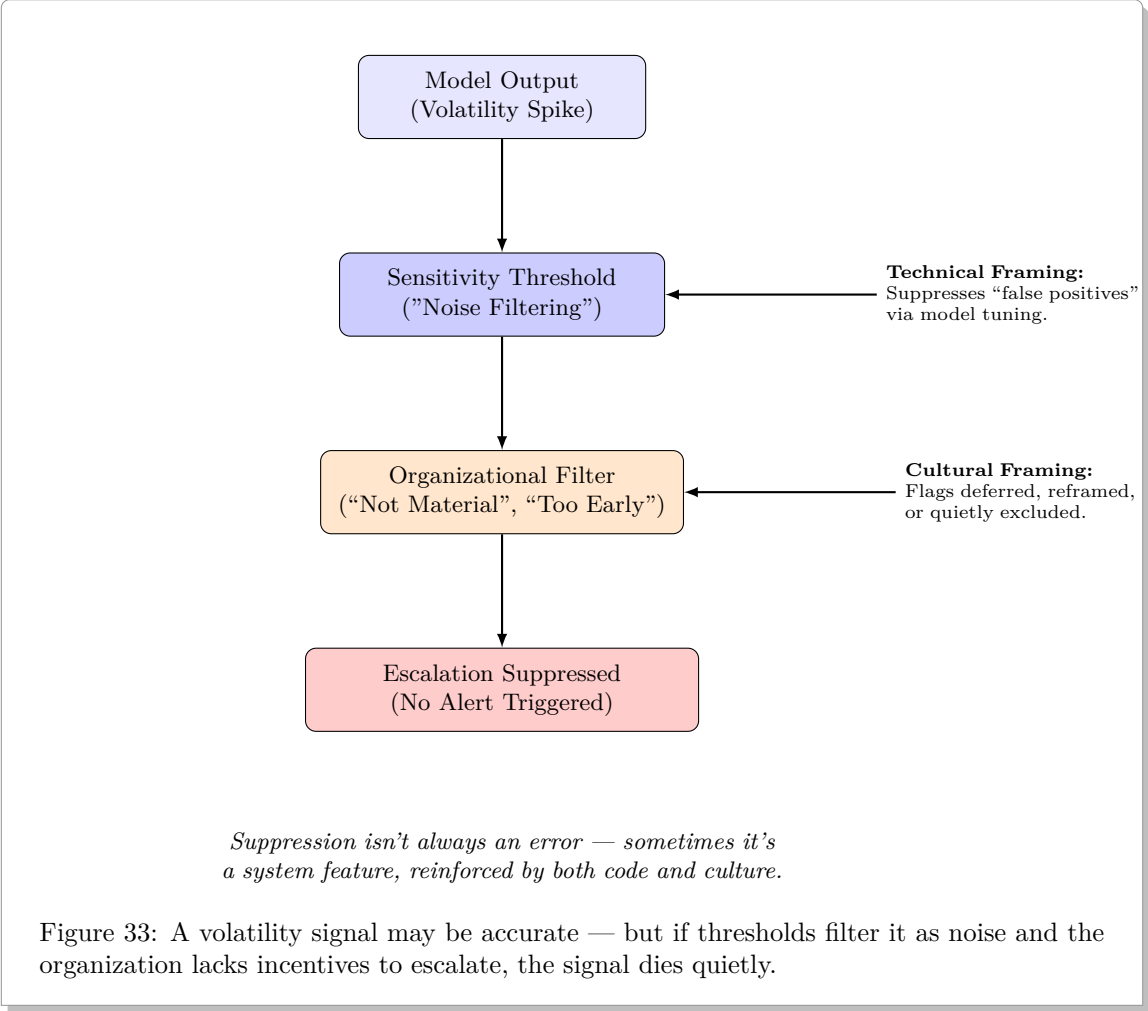 Model Output
(Volatility Spike)
Sensitivity Threshold
(”Noise Filtering”)
Technical Framing:
Suppresses “false positives”
via model tuning.
Organizational Filter
(“Not Material”, “Too Early”)
Cultural Framing:
Flags deferred, reframed,
or quietly excluded.
Escalation Suppressed
(No Alert Triggered)
Suppression isn’t always an error — sometimes it’s
a system feature, reinforced by both code and culture.
Figure 33: A volatility signal may be accurate — but if thresholds filter it as noise and the
organization lacks incentives to escalate, the signal dies quietly.